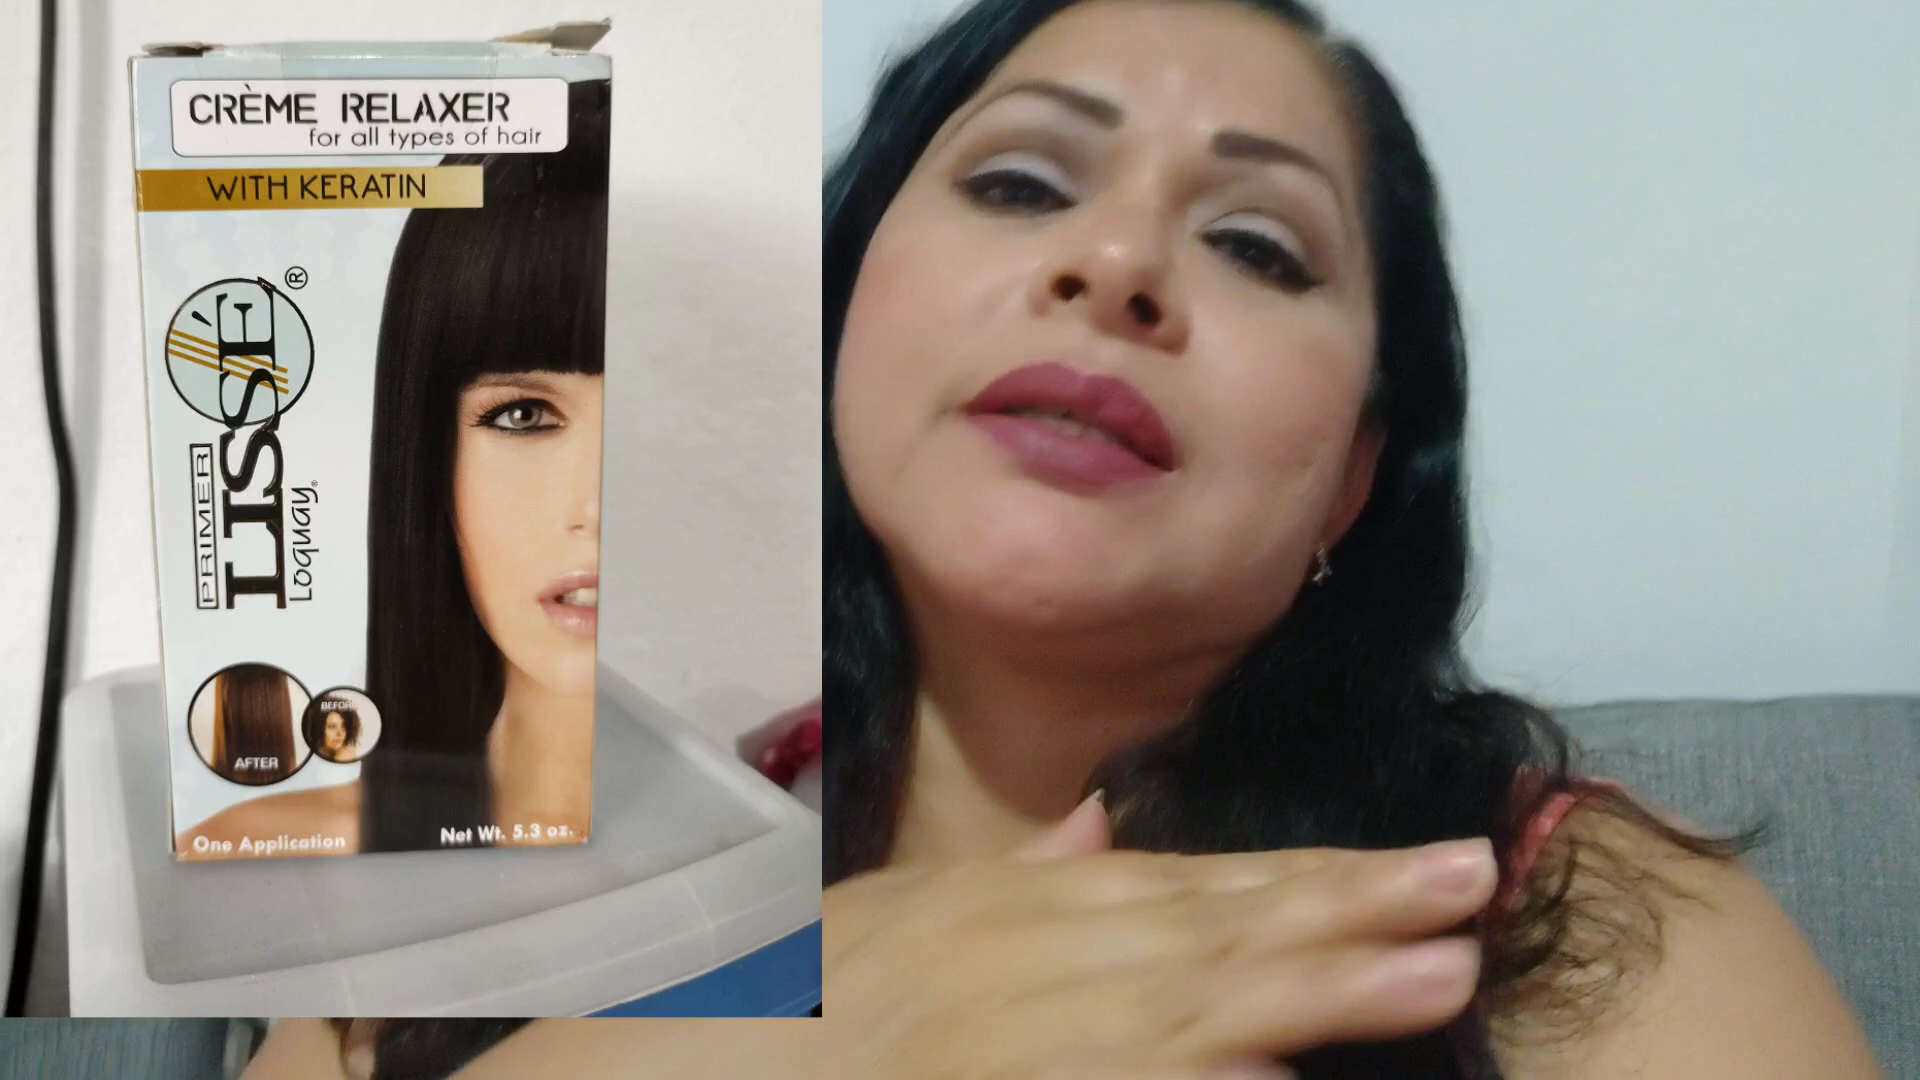 CRÈME RELAXER
for all types of hair
WITH KERATIN
PRIMER
LISSÉ®
Loquay®
BEFORE
AFTER
One Application
Net Wt. 5.3 oz.